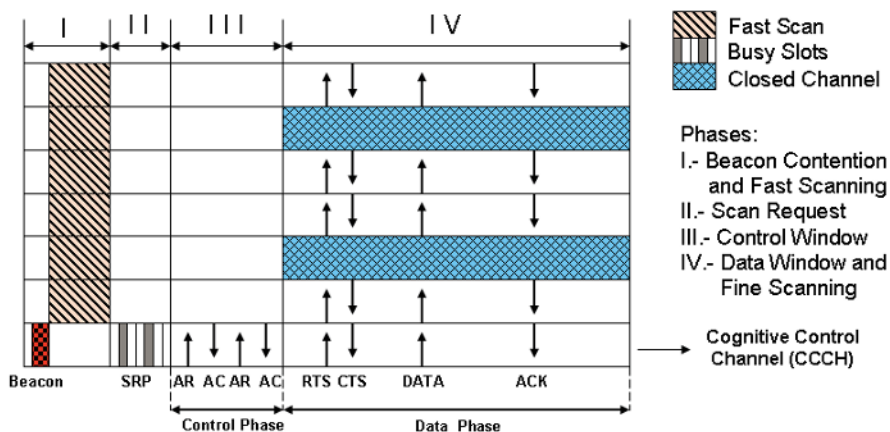 I II III IV
Fast Scan
Busy Slots
Closed Channel
Phases:
I.- Beacon Contention
and Fast Scanning
II.- Scan Request
III.- Control Window
IV.- Data Window and
Fine Scanning
Cognitive Control
Channel (CCCH)
Beacon SRP AR AC AR AC RTS CTS DATA ACK
Control Phase Data Phase